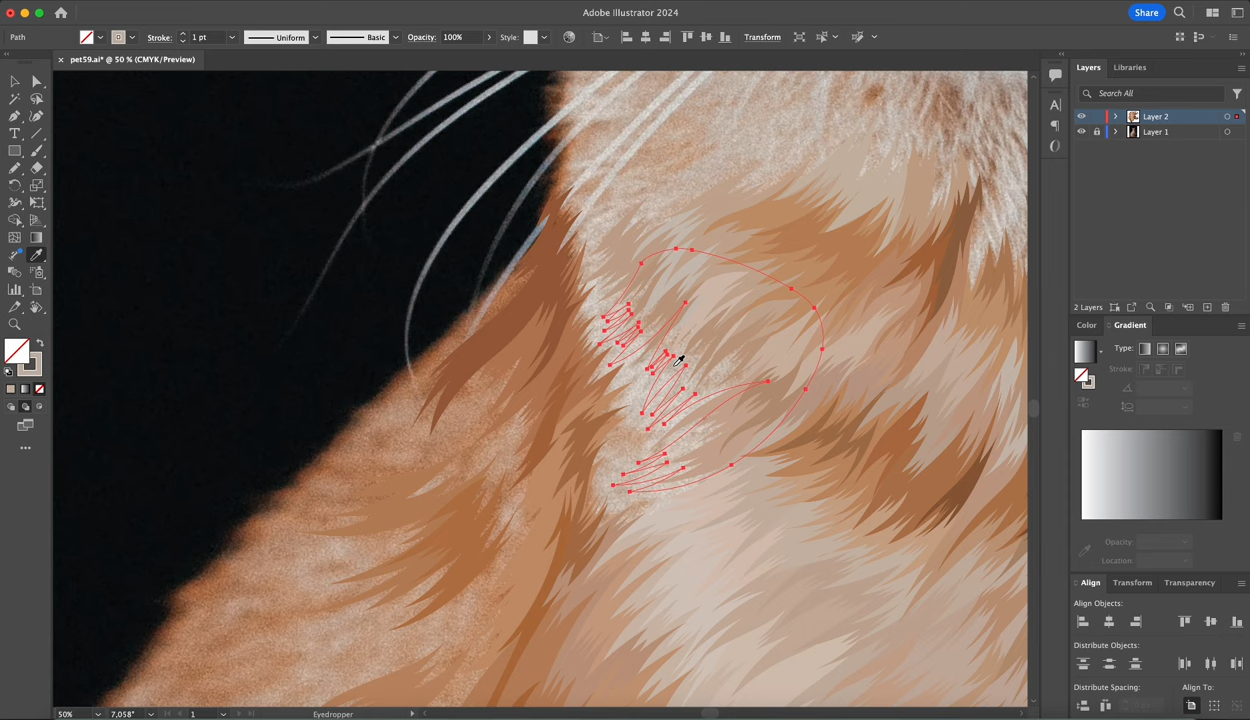 Adobe Illustrator 2024
Share
Path
Stroke:
1 pt
Uniform
Basic
Opacity:
100%
Style:
Transform
× pet59.ai* @ 50 % (CMYK/Preview)
Layers
Libraries
Search All
Layer 2
Layer 1
2 Layers
Color
Gradient
Type:
Stroke:
Opacity:
Location:
Align
Transform
Transparency
Align Objects:
Distribute Objects:
Distribute Spacing:
Align To:
50%
7,058°
1
Eyedropper